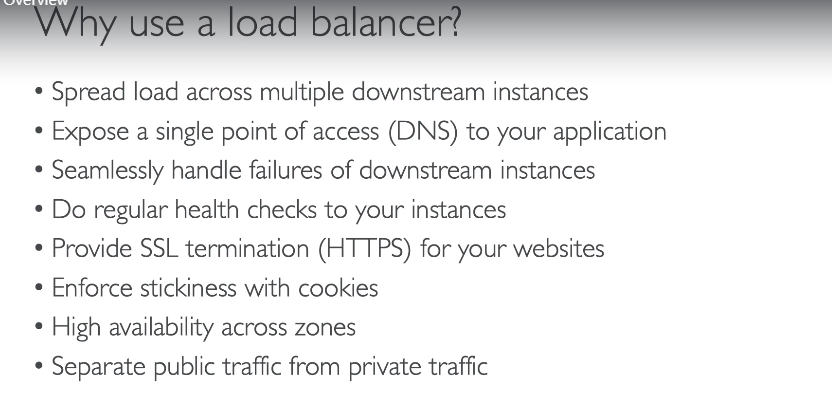 Overview
Why use a load balancer?
• Spread load across multiple downstream instances
• Expose a single point of access (DNS) to your application
• Seamlessly handle failures of downstream instances
• Do regular health checks to your instances
• Provide SSL termination (HTTPS) for your websites
• Enforce stickiness with cookies
• High availability across zones
• Separate public traffic from private traffic